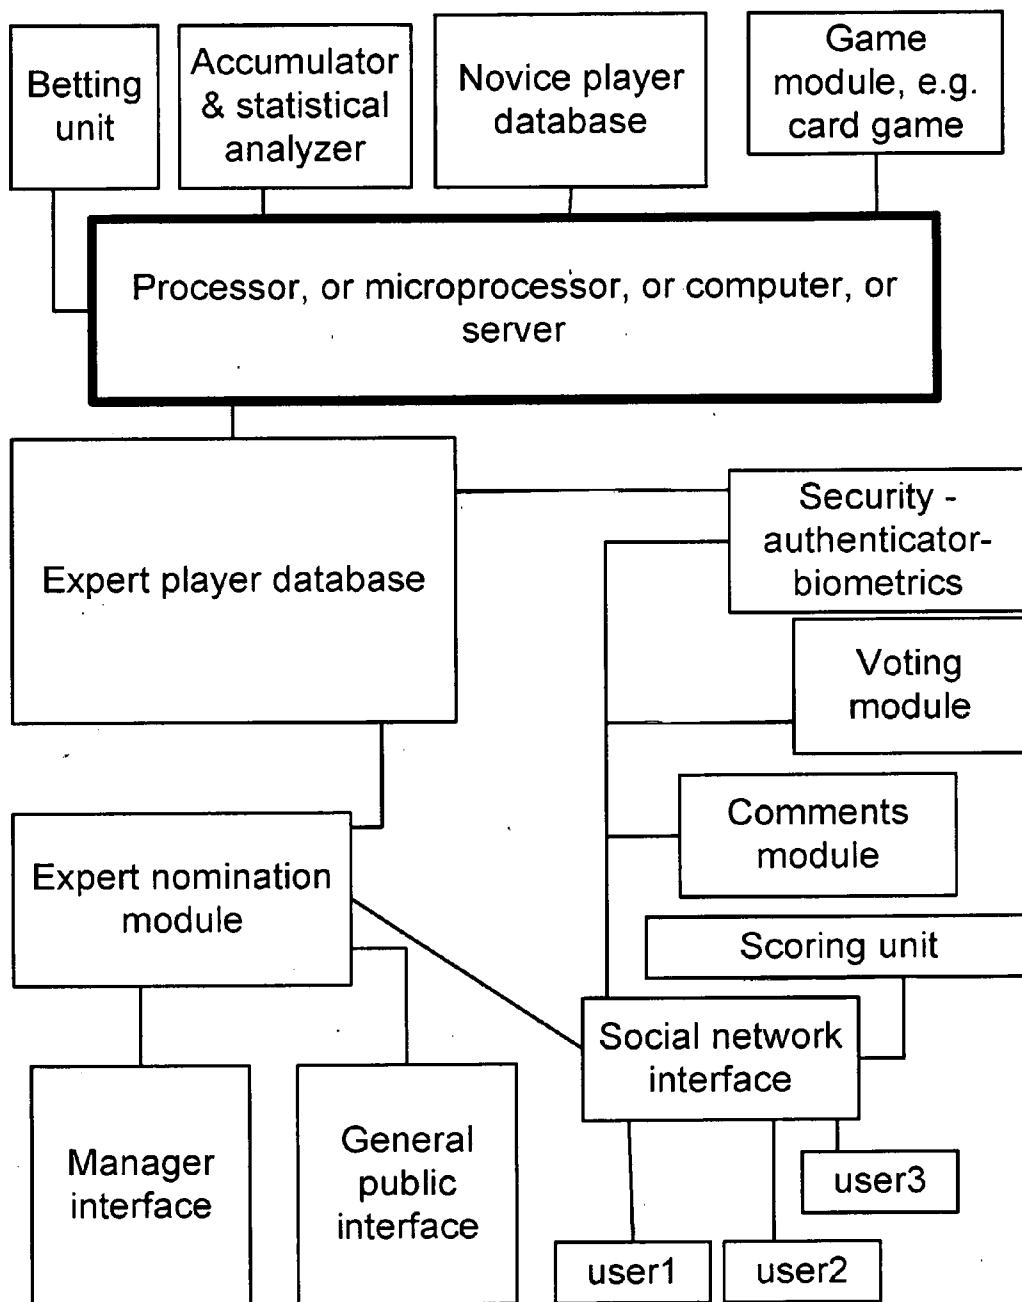 Betting
unit
Accumulator
& statistical
analyzer
Novice player
database
Game
module, e.g.
card game
Processor, or microprocessor, or computer, or
server
Expert player database
Security -
authenticator-
biometrics
Voting
module
Comments
module
Expert nomination
module
Scoring unit
Social network
interface
Manager
interface
General
public
interface
user3
user1
user2